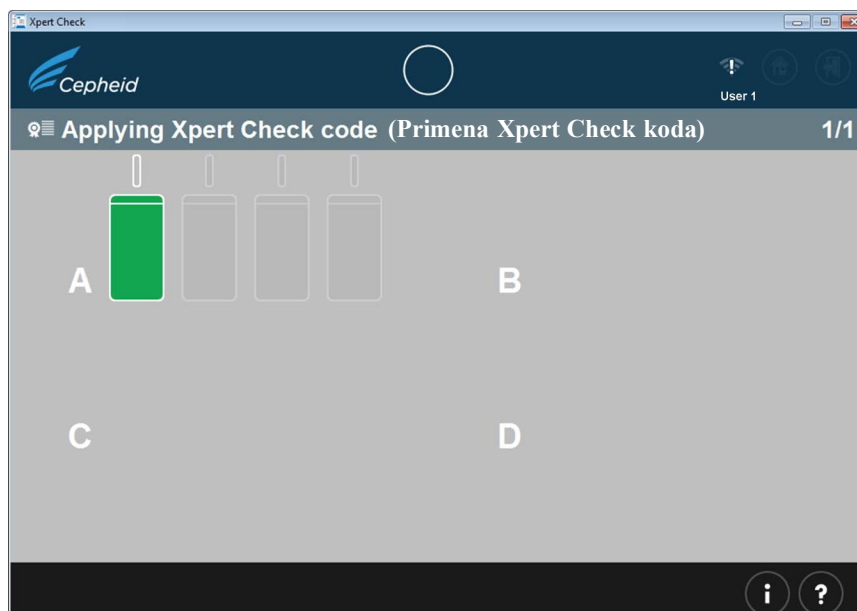 Xpert Check
Cepheid
User 1
Applying Xpert Check code (Primena Xpert Check koda) 1/1
A
B
C
D
i
?